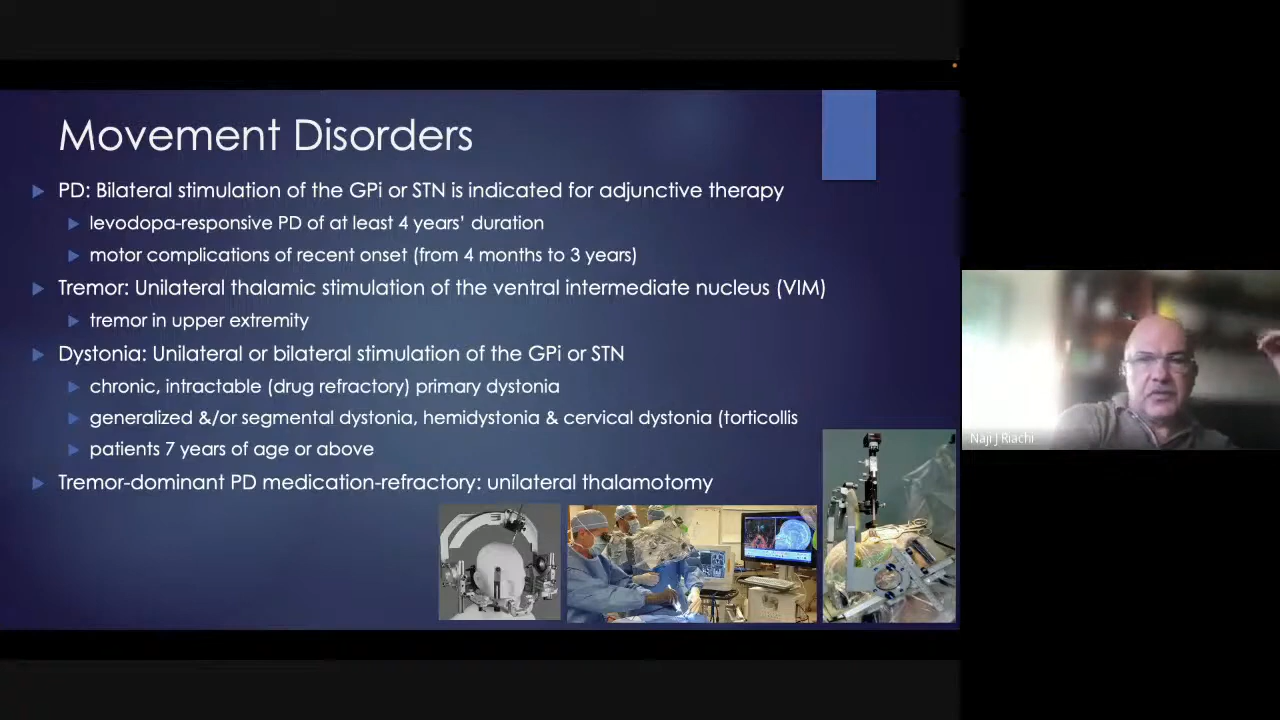 Movement Disorders
PD: Bilateral stimulation of the GPi or STN is indicated for adjunctive therapy
levodopa-responsive PD of at least 4 years' duration
motor complications of recent onset (from 4 months to 3 years)
Tremor: Unilateral thalamic stimulation of the ventral intermediate nucleus (VIM)
tremor in upper extremity
Dystonia: Unilateral or bilateral stimulation of the GPi or STN
chronic, intractable (drug refractory) primary dystonia
generalized &/or segmental dystonia, hemidystonia & cervical dystonia (torticollis
patients 7 years of age or above
Tremor-dominant PD medication-refractory: unilateral thalamotomy
Naji J Riachi